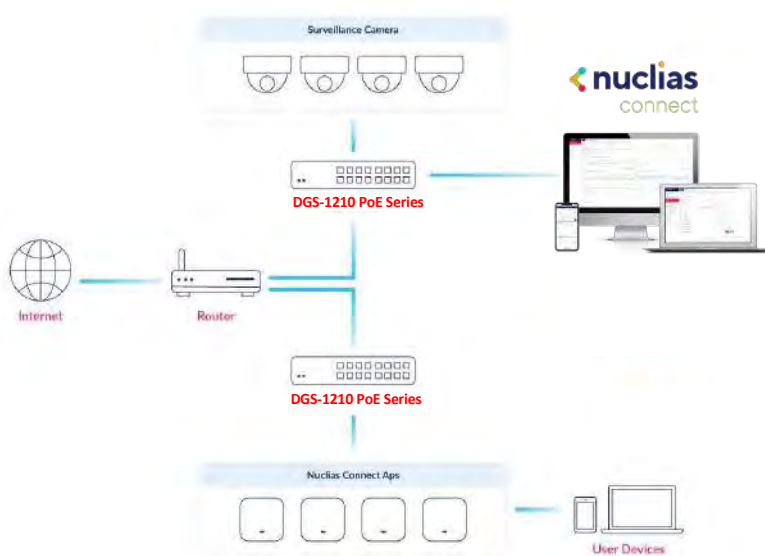 Surveillance Camera
nuclias
connect
DGS-1210 PoE Series
Internet
Router
DGS-1210 PoE Series
Nuclias Connect Aps
User Devices